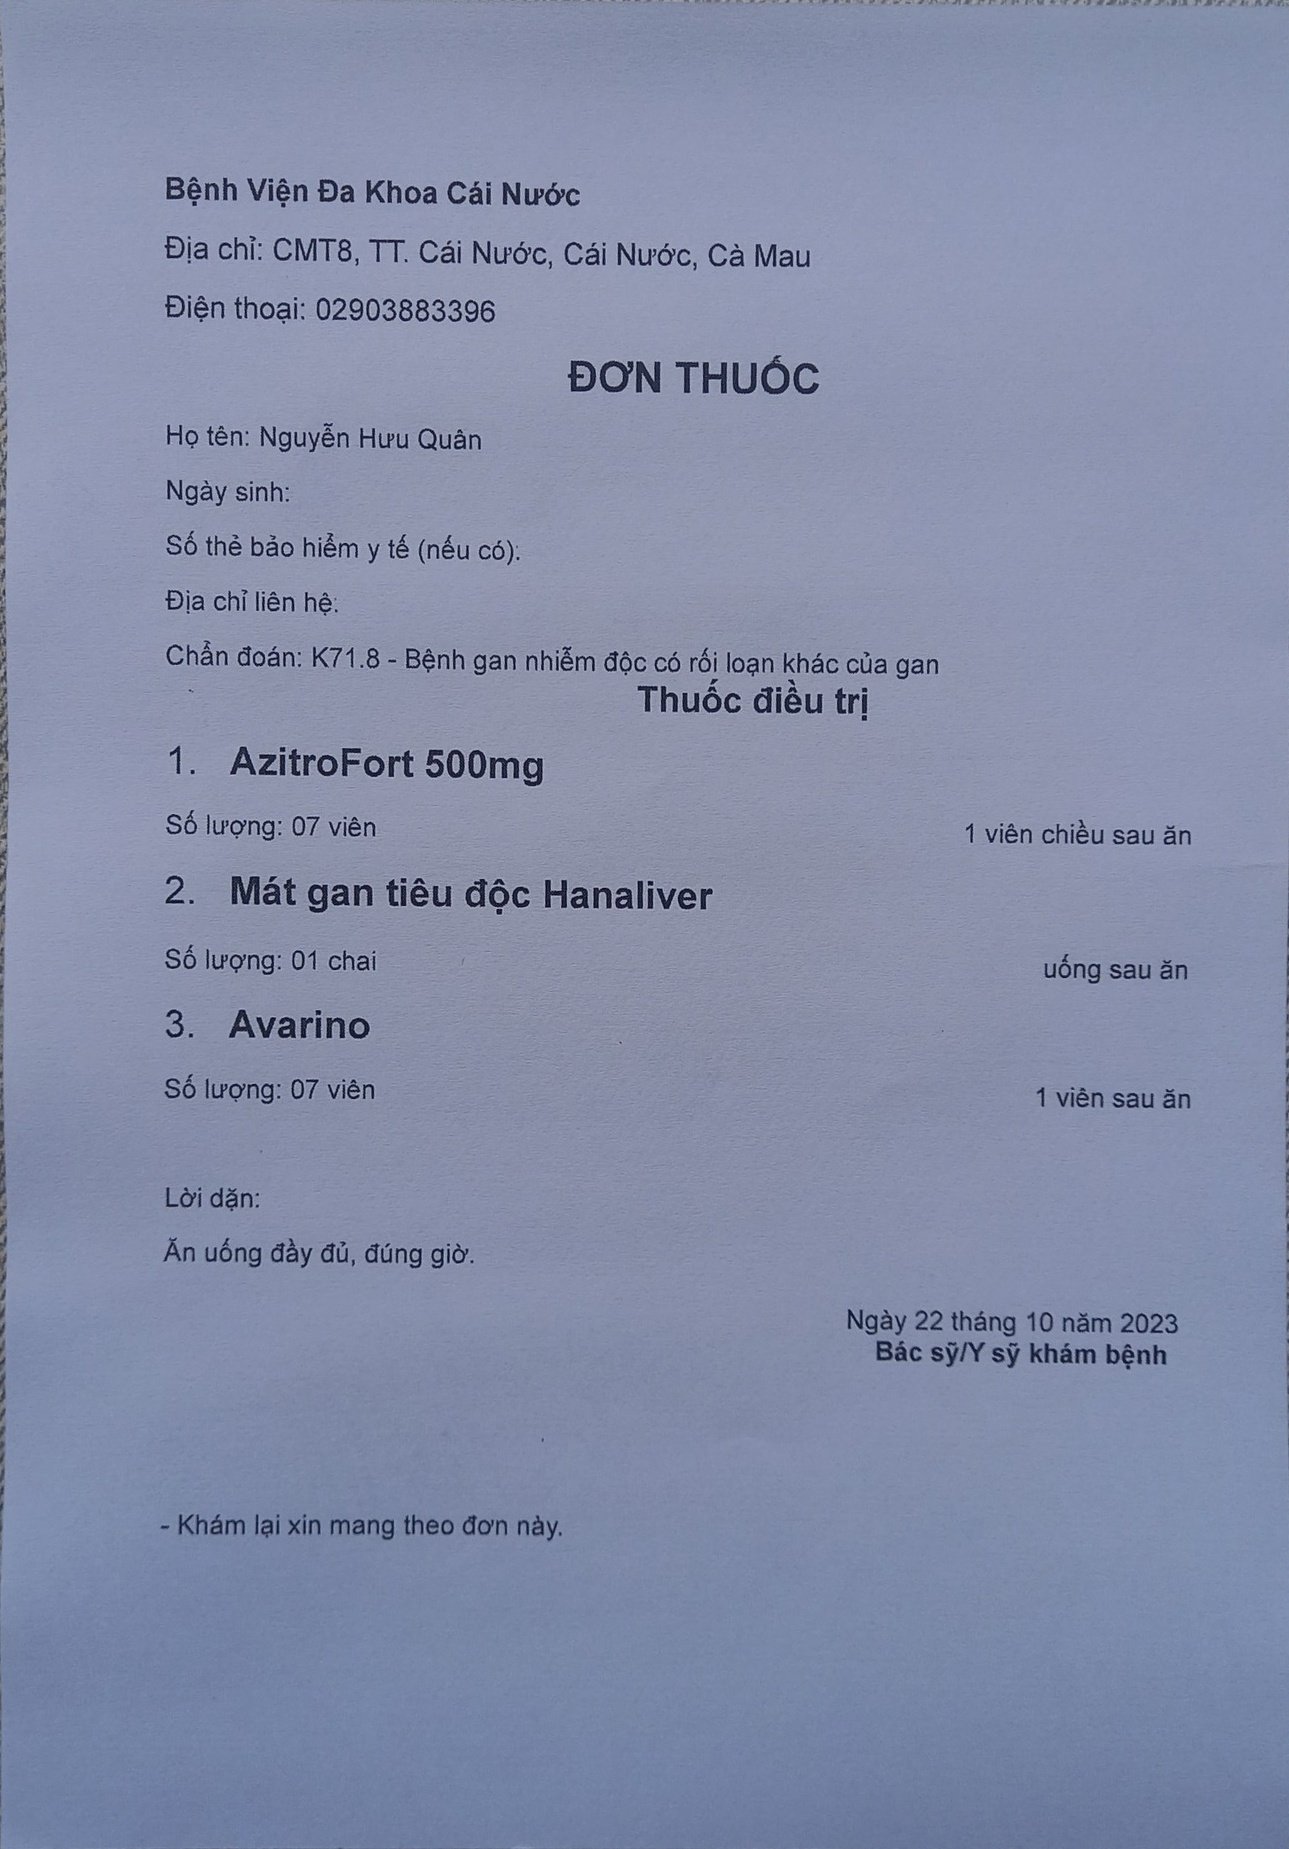 Bệnh Viện Đa Khoa Cái Nước
Địa chỉ: CMT8, TT. Cái Nước, Cái Nước, Cà Mau
Điện thoại: 02903883396
ĐƠN THUỐC
Họ tên: Nguyễn Hưu Quân
Ngày sinh:
Số thẻ bảo hiểm y tế (nếu có):
Địa chỉ liên hệ:
Chẩn đoán: K71.8 - Bệnh gan nhiễm độc có rối loạn khác của gan
Thuốc điều trị
1. AzitroFort 500mg
Số lượng: 07 viên 1 viên chiều sau ăn
2. Mát gan tiêu độc Hanaliver
Số lượng: 01 chai uống sau ăn
3. Avarino
Số lượng: 07 viên 1 viên sau ăn
Lời dặn:
Ăn uống đầy đủ, đúng giờ.
Ngày 22 tháng 10 năm 2023
Bác sỹ/Y sỹ khám bệnh
- Khám lại xin mang theo đơn này.